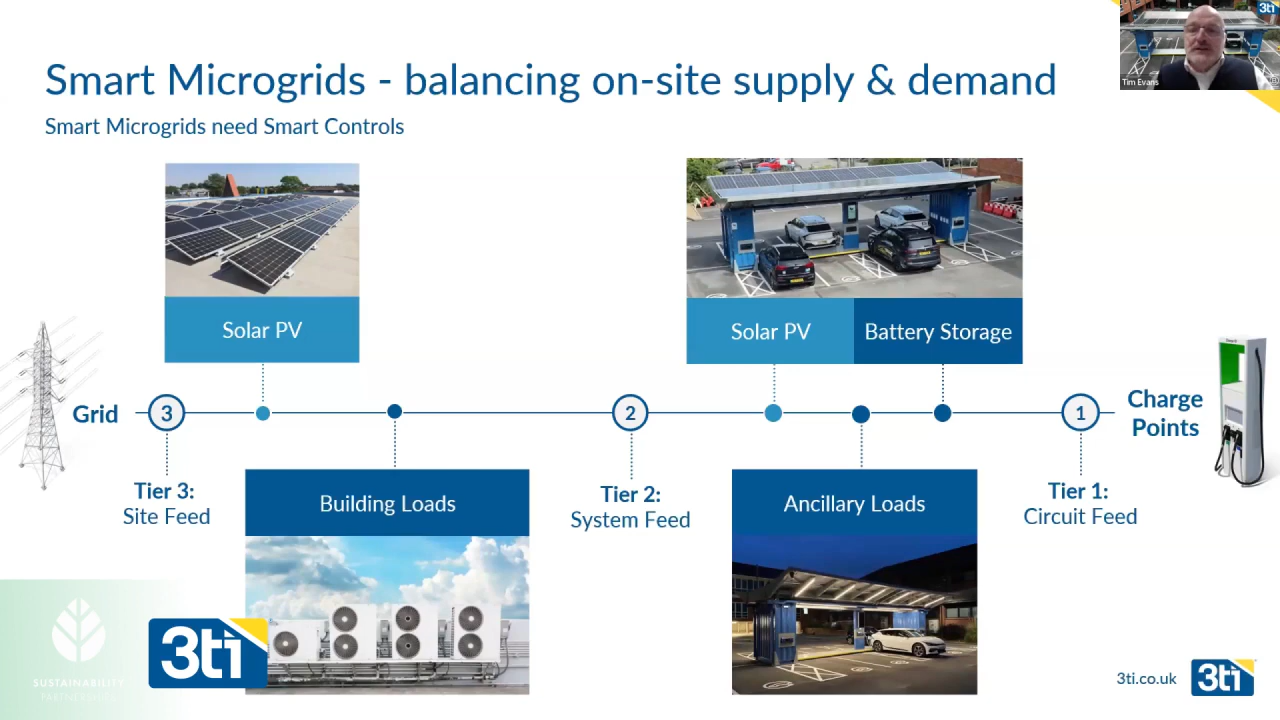 Smart Microgrids - balancing on-site supply & demand
Smart Microgrids need Smart Controls
3ti
Tim Evans
Solar PV
Solar PV
Battery Storage
Grid
3
2
1
Charge
Points
Tier 3:
Site Feed
Building Loads
Tier 2:
System Feed
Ancillary Loads
Tier 1:
Circuit Feed
SUSTAINABILITY
3ti
3ti.co.uk
3ti